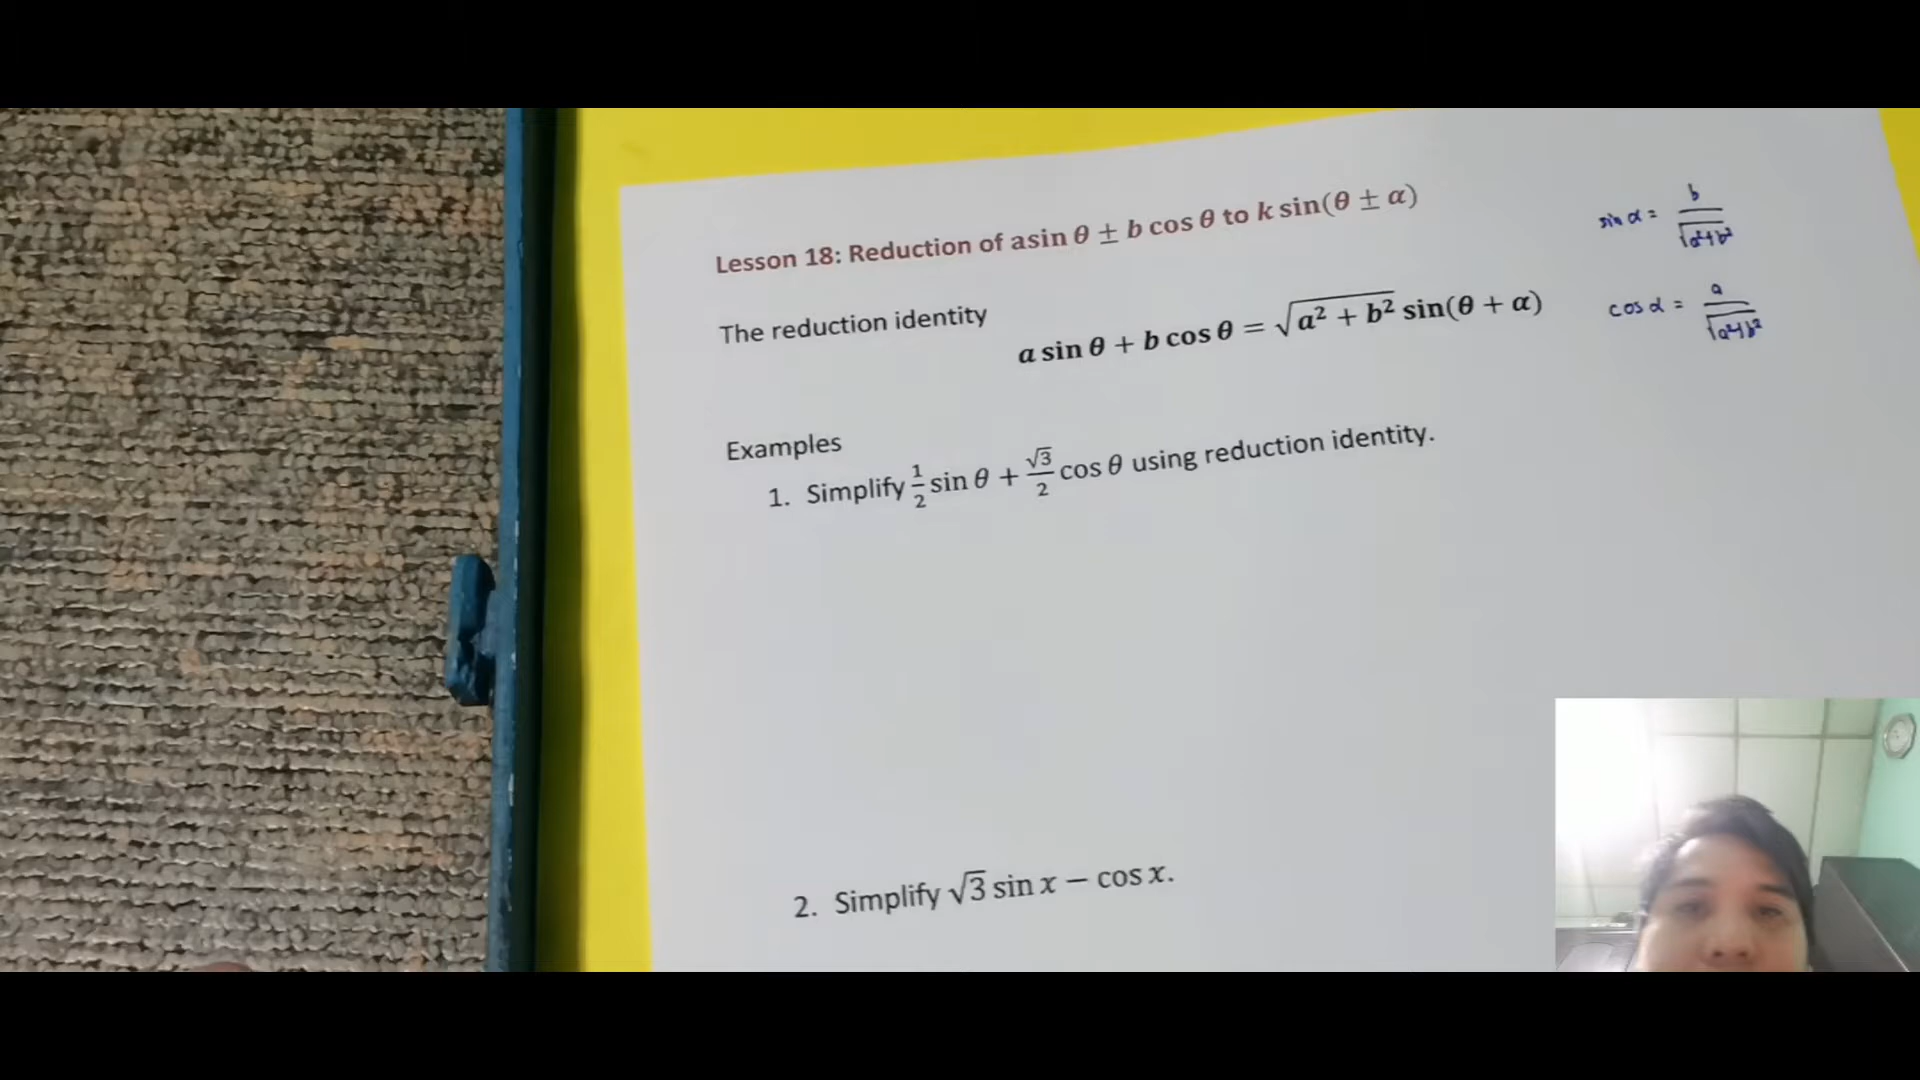 Lesson 18: Reduction of asin θ ± b cos θ to k sin(θ ± α)
sin α = b/√a²+b²
The reduction identity
a sin θ + b cos θ = √a² + b² sin(θ + α)
cos α = a/√a²+b²
Examples
1. Simplify 1/2 sin θ + √3/2 cos θ using reduction identity.
2. Simplify √3 sin x − cos x.